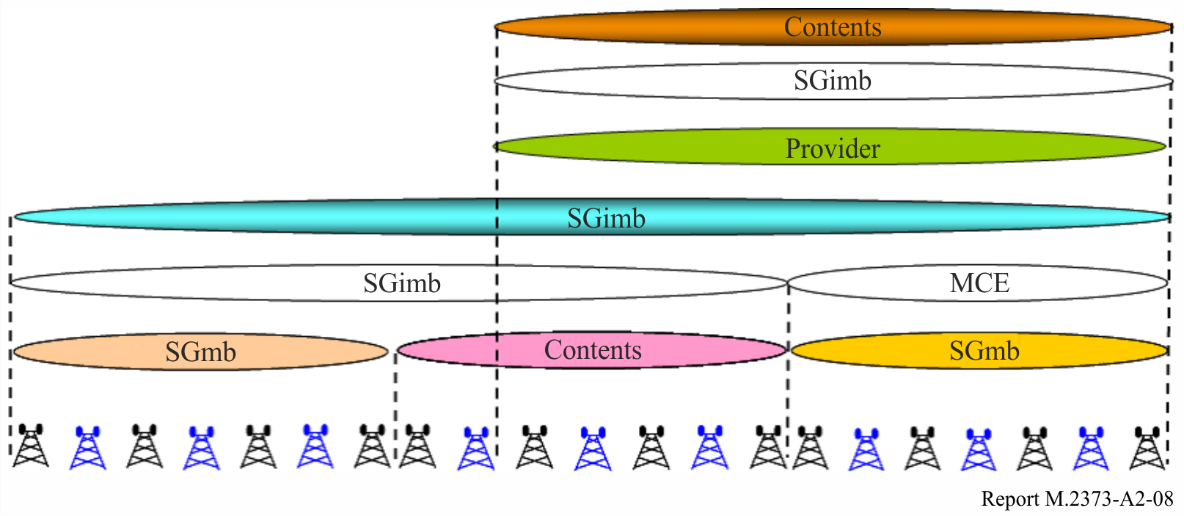 Contents
SGimb
Provider
SGimb
SGimb
MCE
SGmb
Contents
SGmb
Report M.2373-A2-08